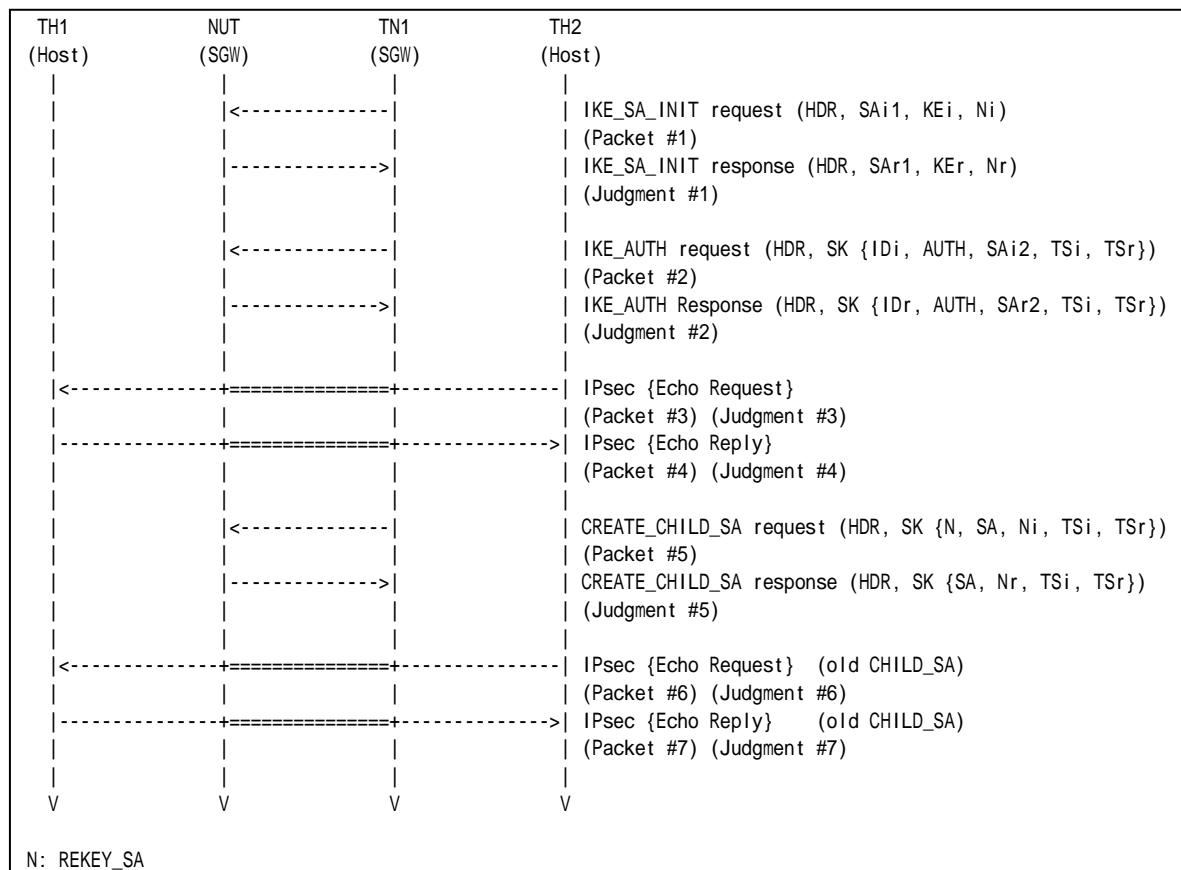 TH1 NUT TN1 TH2
(Host) (SGW) (SGW) (Host)
| | | |
| |<--------------| | IKE_SA_INIT request (HDR, SAi1, KEi, Ni)
| | | | (Packet #1)
| |-------------->| | IKE_SA_INIT response (HDR, SAr1, KEr, Nr)
| | | | (Judgment #1)
| | | |
| |<--------------| | IKE_AUTH request (HDR, SK {IDi, AUTH, SAi2, TSi, TSr})
| | | | (Packet #2)
| |-------------->| | IKE_AUTH Response (HDR, SK {IDr, AUTH, SAr2, TSi, TSr})
| | | | (Judgment #2)
| | | |
|<--------------+===============+---------------| IPsec {Echo Request}
| | | | (Packet #3) (Judgment #3)
|---------------+===============+-------------->| IPsec {Echo Reply}
| | | | (Packet #4) (Judgment #4)
| | | |
| |<--------------| | CREATE_CHILD_SA request (HDR, SK {N, SA, Ni, TSi, TSr})
| | | | (Packet #5)
| |-------------->| | CREATE_CHILD_SA response (HDR, SK {SA, Nr, TSi, TSr})
| | | | (Judgment #5)
| | | |
|<--------------+===============+---------------| IPsec {Echo Request} (old CHILD_SA)
| | | | (Packet #6) (Judgment #6)
|---------------+===============+-------------->| IPsec {Echo Reply} (old CHILD_SA)
| | | | (Packet #7) (Judgment #7)
| | | |
V V V V
N: REKEY_SA